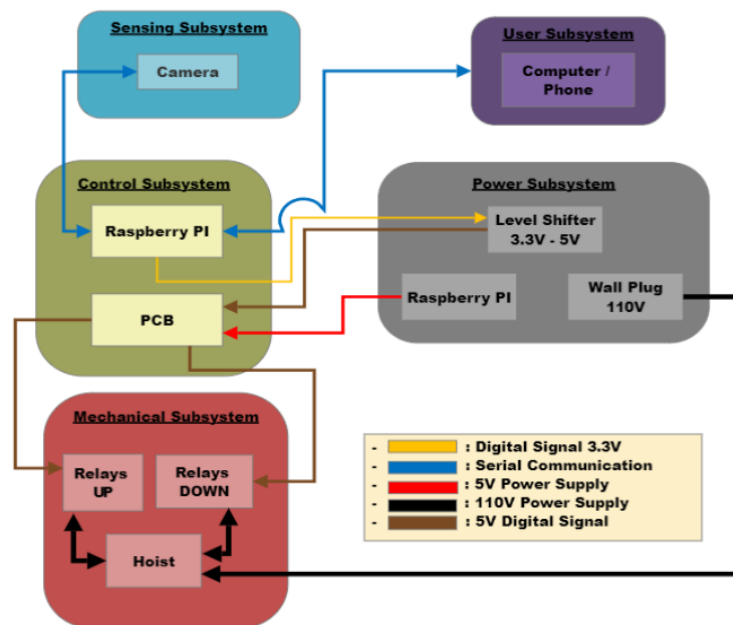 Sensing Subsystem
Camera
User Subsystem
Computer /
Phone
Control Subsystem
Raspberry PI
PCB
Power Subsystem
Level Shifter
3.3V - 5V
Raspberry PI
Wall Plug
110V
Mechanical Subsystem
Relays
UP
Relays
DOWN
Hoist
- : Digital Signal 3.3V
- : Serial Communication
- : 5V Power Supply
- : 110V Power Supply
- : 5V Digital Signal